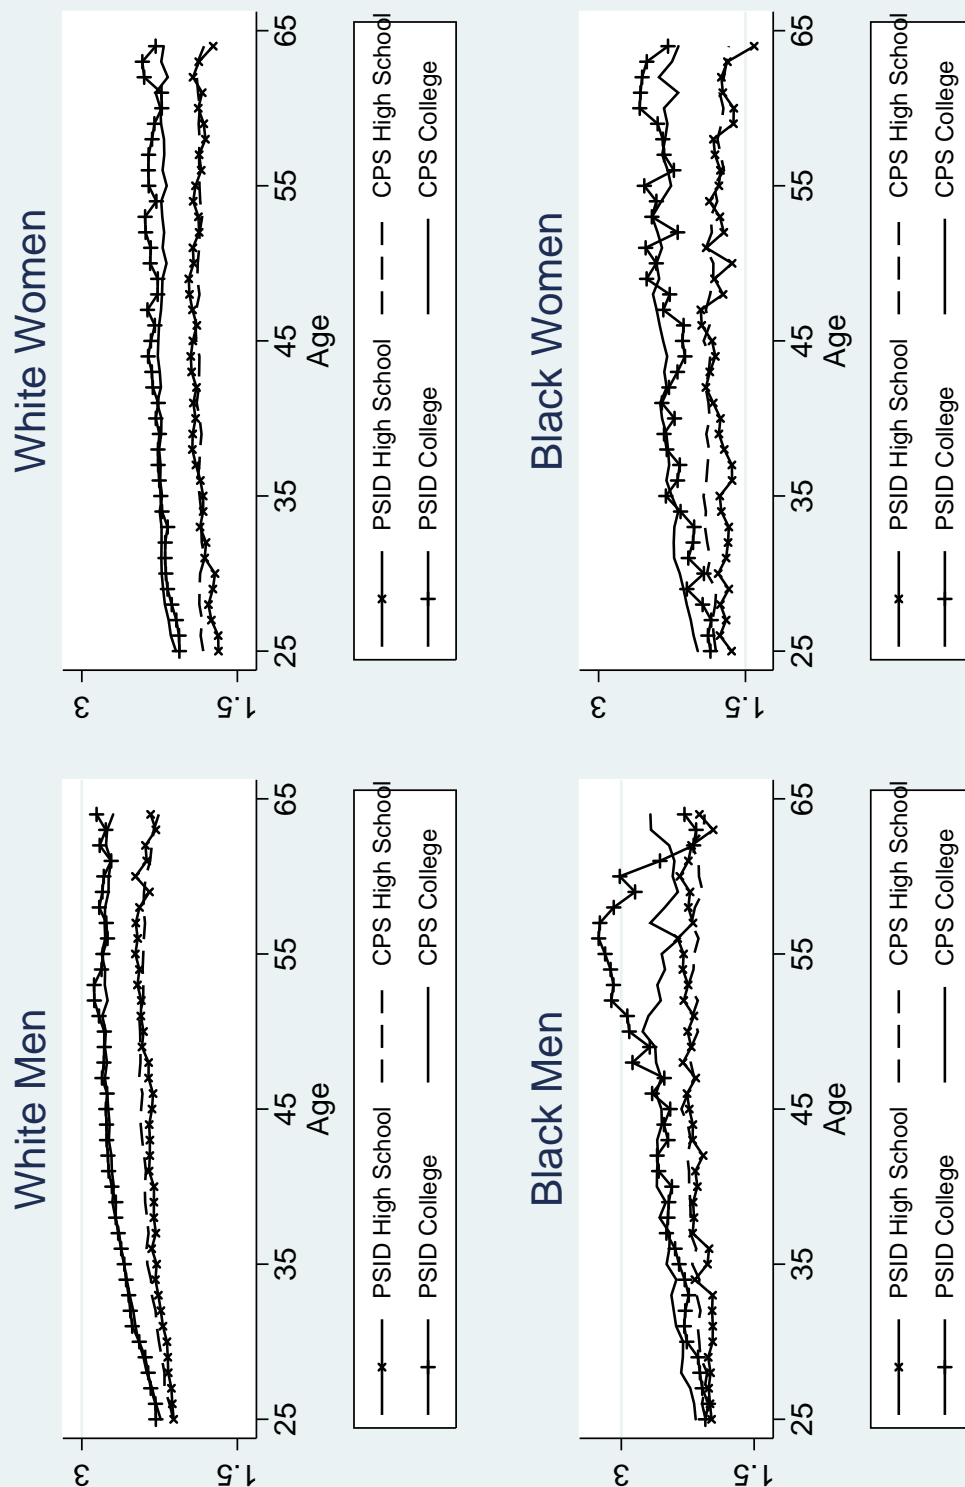 White Men
3
1.5
25 35 45 55 65
Age
PSID High School CPS High School
PSID College CPS College
White Women
3
1.5
25 35 45 55 65
Age
PSID High School CPS High School
PSID College CPS College
Black Men
3
1.5
25 35 45 55 65
Age
PSID High School CPS High School
PSID College CPS College
Black Women
3
1.5
25 35 45 55 65
Age
PSID High School CPS High School
PSID College CPS College